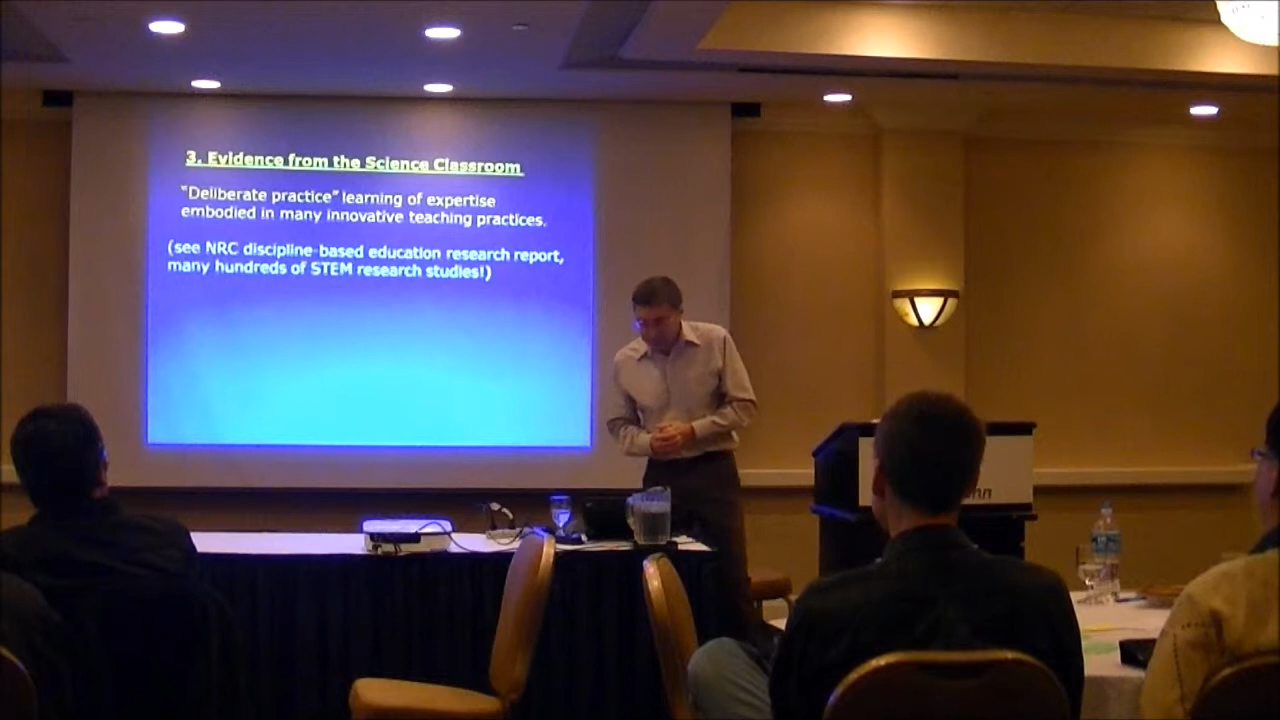 3. Evidence from the Science Classroom
"Deliberate practice" learning of expertise
embodied in many innovative teaching practices.
(see NRC discipline-based education research report,
many hundreds of STEM research studies!)